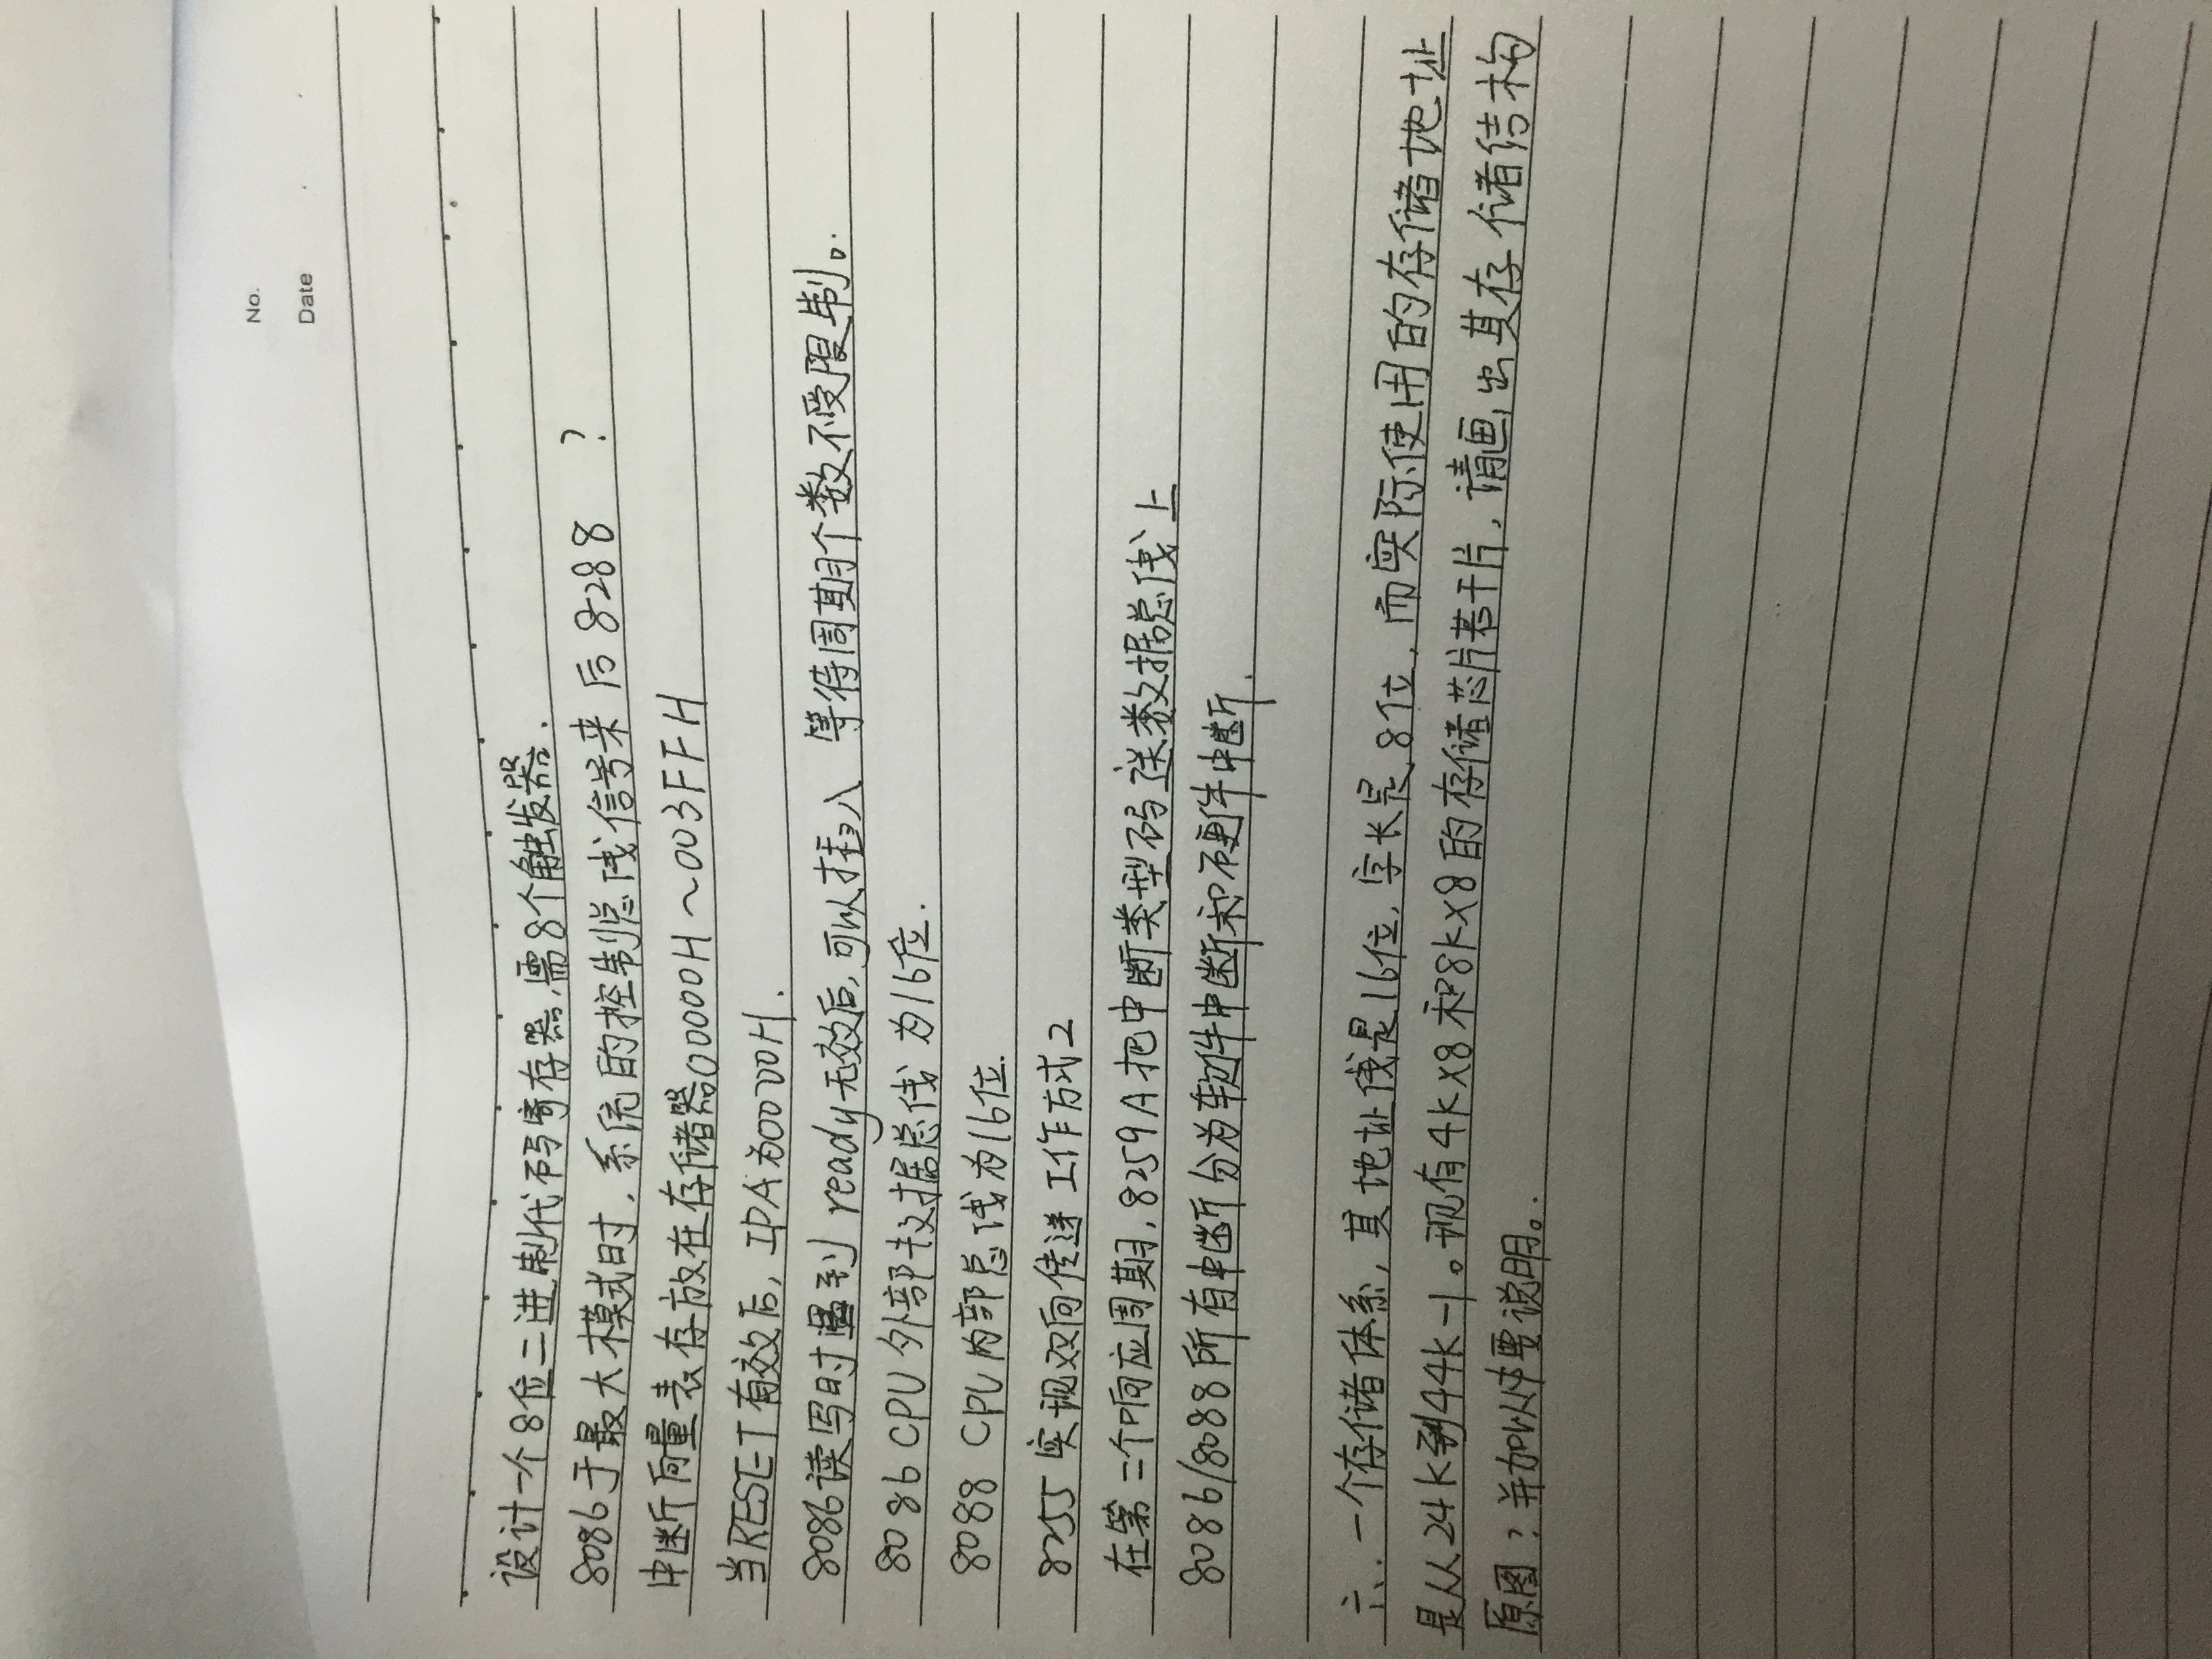 No.
Date
设计一个8位二进制代码寄存器,需8个触发器.
8086于最大模式时,系统的控制总线信号来后8288 ?
中断向量表存放在存储器00000H～003FFH
当RESET有效后,IPA为0000H.
8086读写时遇到ready无效后,可以插入 等待周期个数不受限制。
8086 CPU外部数据总线为16位.
8088 CPU内部总线为16位.
8255实现双向传送工作方式2
在第二个响应周期,8259A把中断类型码送数据总线上
8086/8088所有中断分为软件中断和硬件中断.
六.一个存储体系,其地址线是16位,字长是8位,而实际使用的存储地址
是从24K到44K-1。现有4K×8和8K×8的存储芯片若干片,请画出其存储结构
原图?并加以要说明。